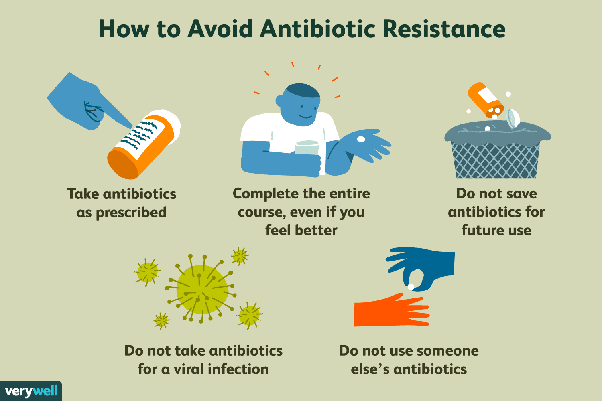 How to Avoid Antibiotic Resistance
Take antibiotics
as prescribed
Complete the entire
course, even if you
feel better
Do not save
antibiotics for
future use
Do not take antibiotics
for a viral infection
Do not use someone
else’s antibiotics
verywell